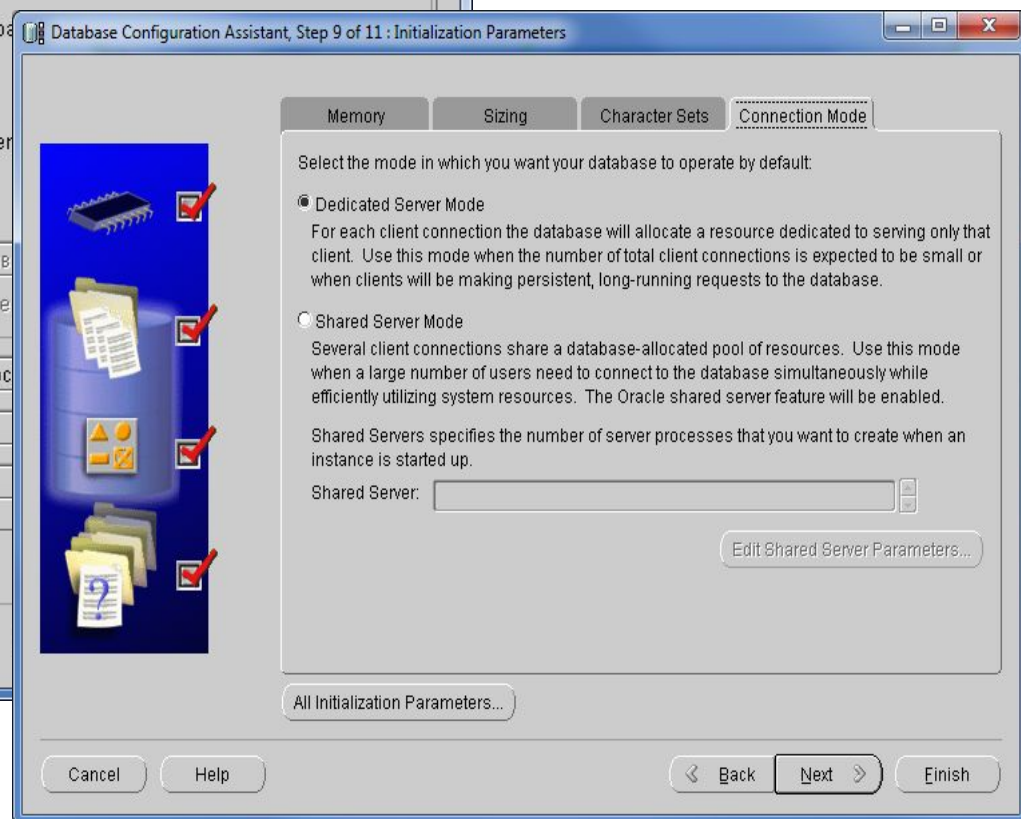 Database Configuration Assistant, Step 9 of 11 : Initialization Parameters
Memory
Sizing
Character Sets
Connection Mode
Select the mode in which you want your database to operate by default:
Dedicated Server Mode
For each client connection the database will allocate a resource dedicated to serving only that
client. Use this mode when the number of total client connections is expected to be small or
when clients will be making persistent, long-running requests to the database.
Shared Server Mode
Several client connections share a database-allocated pool of resources. Use this mode
when a large number of users need to connect to the database simultaneously while
efficiently utilizing system resources. The Oracle shared server feature will be enabled.
Shared Servers specifies the number of server processes that you want to create when an
instance is started up.
Shared Server:
Edit Shared Server Parameters...
All Initialization Parameters...
Cancel
Help
Back
Next
Finish